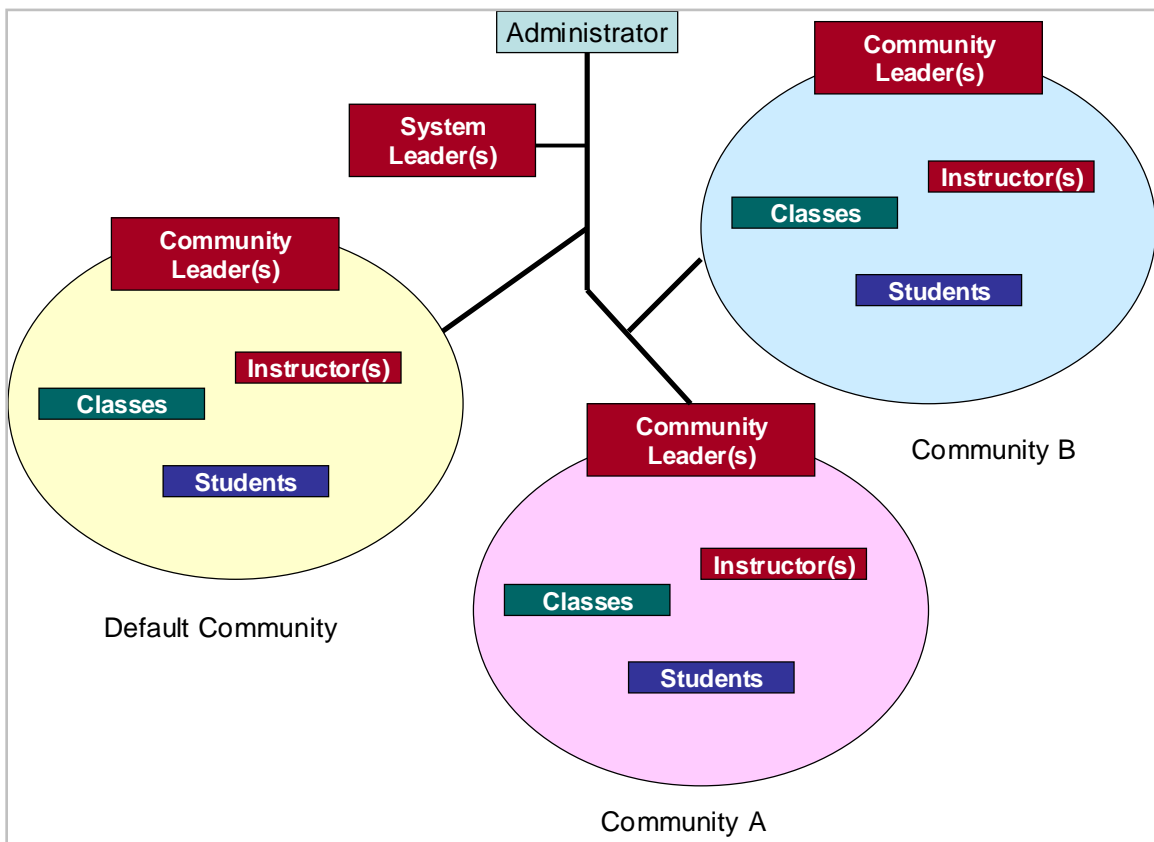 Administrator
Community
Leader(s)
System
Leader(s)
Instructor(s)
Classes
Students
Community B
Community
Leader(s)
Instructor(s)
Classes
Students
Default Community
Community
Leader(s)
Instructor(s)
Classes
Students
Community A